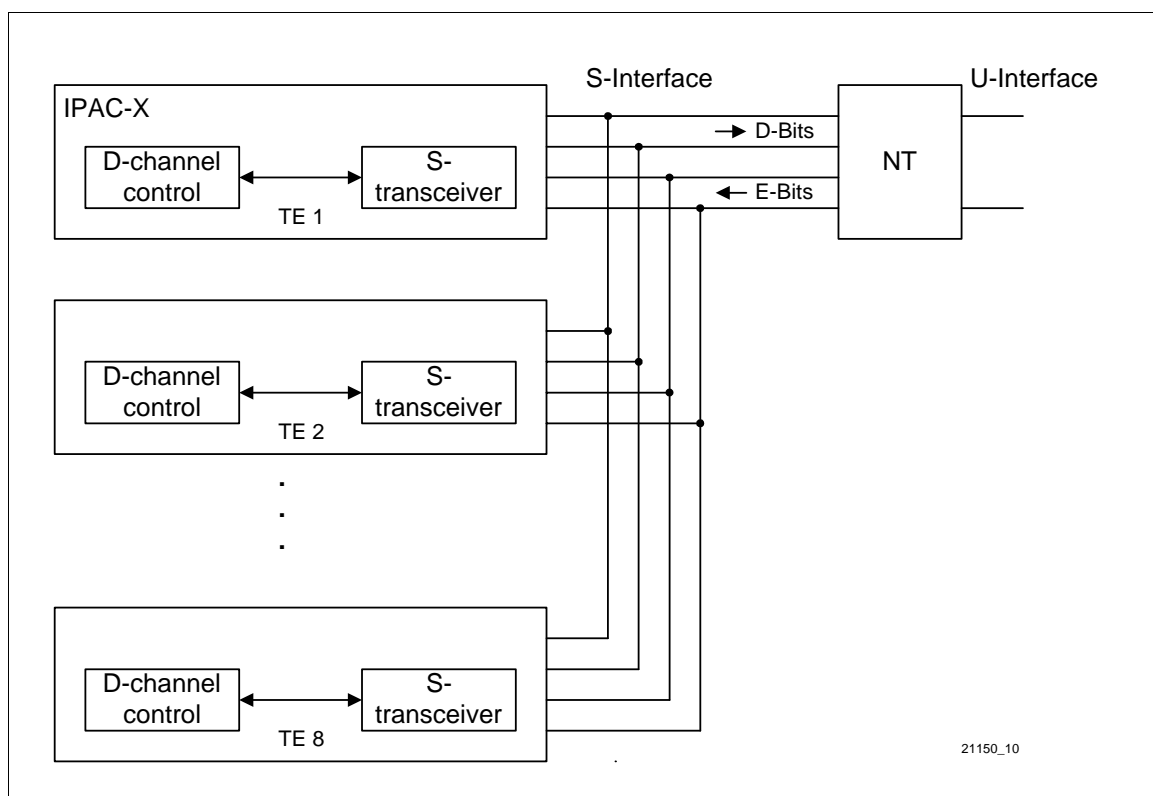 S-Interface
U-Interface
IPAC-X
D-Bits
D-channel
control
S-
transceiver
NT
E-Bits
TE 1
D-channel
control
S-
transceiver
TE 2
D-channel
control
S-
transceiver
TE 8
21150_10